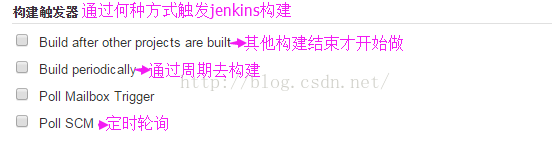 构建触发器 通过何种方式触发jenkins构建
Build after other projects are built 其他构建结束才开始做
Build periodically 通过周期去构建
http://blog.csdn.net/
Poll Mailbox Trigger
Poll SCM 定时轮询